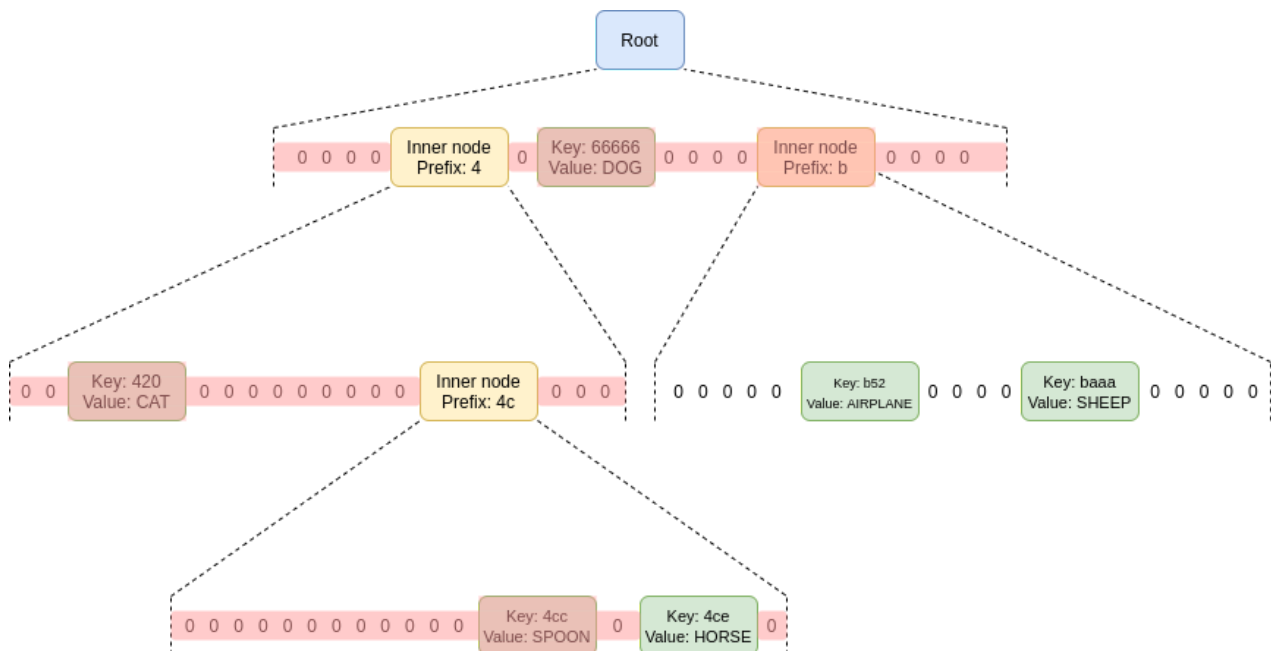 Root
0 0 0 0 Inner node Prefix: 4 0 Key: 66666 Value: DOG 0 0 0 0 Inner node Prefix: b 0 0 0 0
0 0 Key: 420 Value: CAT 0 0 0 0 0 0 0 0 0 0 Inner node Prefix: 4c 0 0 0
0 0 0 0 0 Key: b52 Value: AIRPLANE 0 0 0 0 Key: baaa Value: SHEEP 0 0 0 0 0
0 0 0 0 0 0 0 0 0 0 0 0 Key: 4cc Value: SPOON 0 Key: 4ce Value: HORSE 0